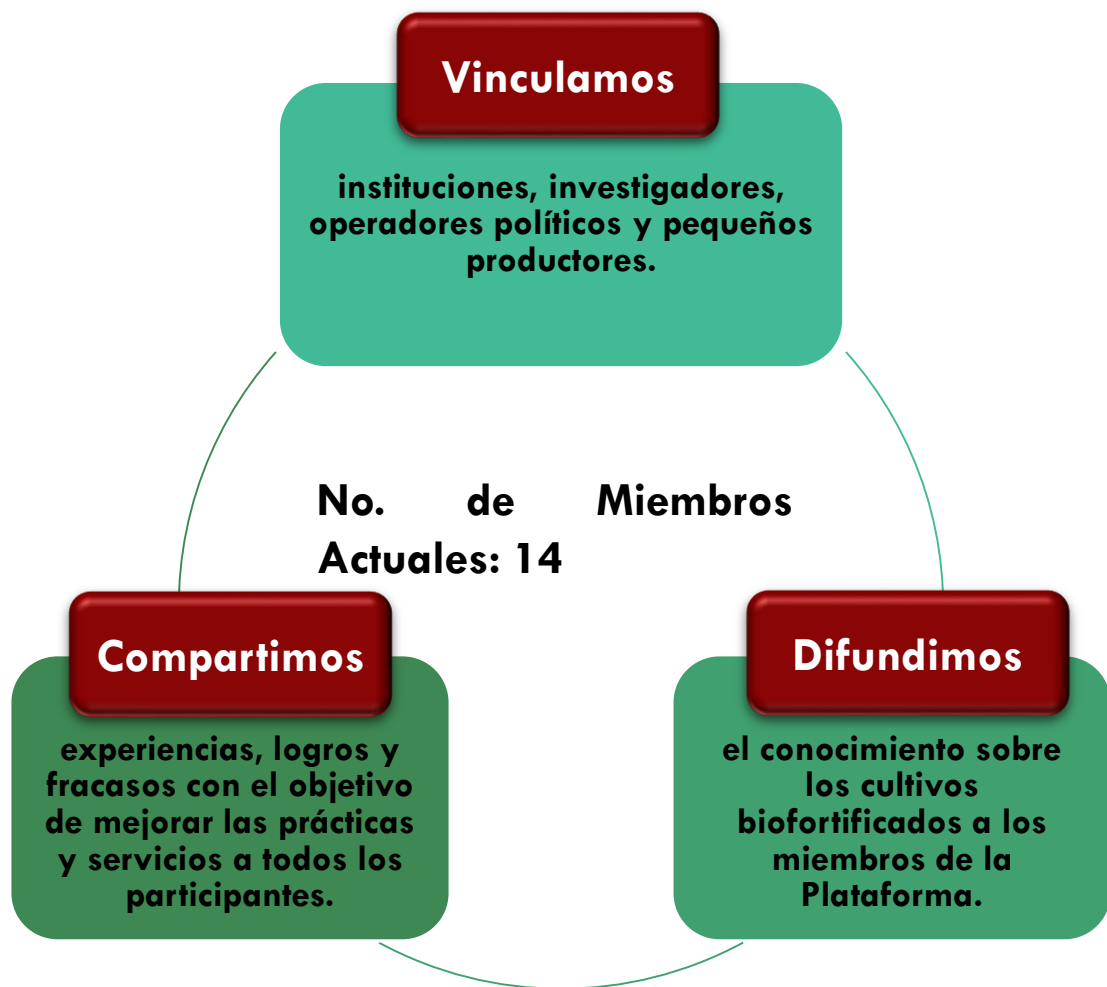 Vinculamos
instituciones, investigadores,
operadores políticos y pequeños
productores.
No. de Miembros
Actuales: 14
Compartimos
experiencias, logros y
fracasos con el objetivo
de mejorar las prácticas
y servicios a todos los
participantes.
Difundimos
el conocimiento sobre
los cultivos
biofortificados a los
miembros de la
Plataforma.